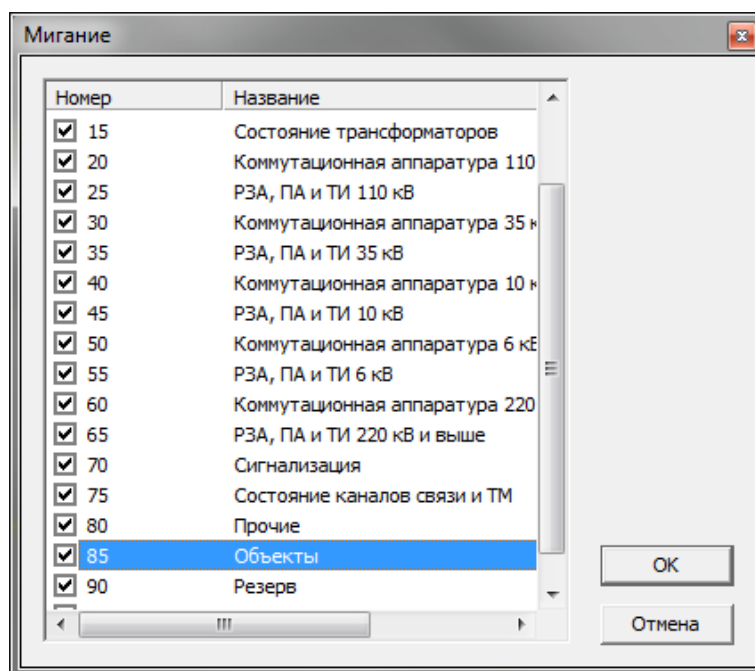 Мигание
Номер Название
15 Состояние трансформаторов
20 Коммутационная аппаратура 110
25 РЗА, ПА и ТИ 110 кВ
30 Коммутационная аппаратура 35 к
35 РЗА, ПА и ТИ 35 кВ
40 Коммутационная аппаратура 10 к
45 РЗА, ПА и ТИ 10 кВ
50 Коммутационная аппаратура 6 кВ
55 РЗА, ПА и ТИ 6 кВ
60 Коммутационная аппаратура 220
65 РЗА, ПА и ТИ 220 кВ и выше
70 Сигнализация
75 Состояние каналов связи и ТМ
80 Прочие
85 Объекты
90 Резерв
OK
Отмена